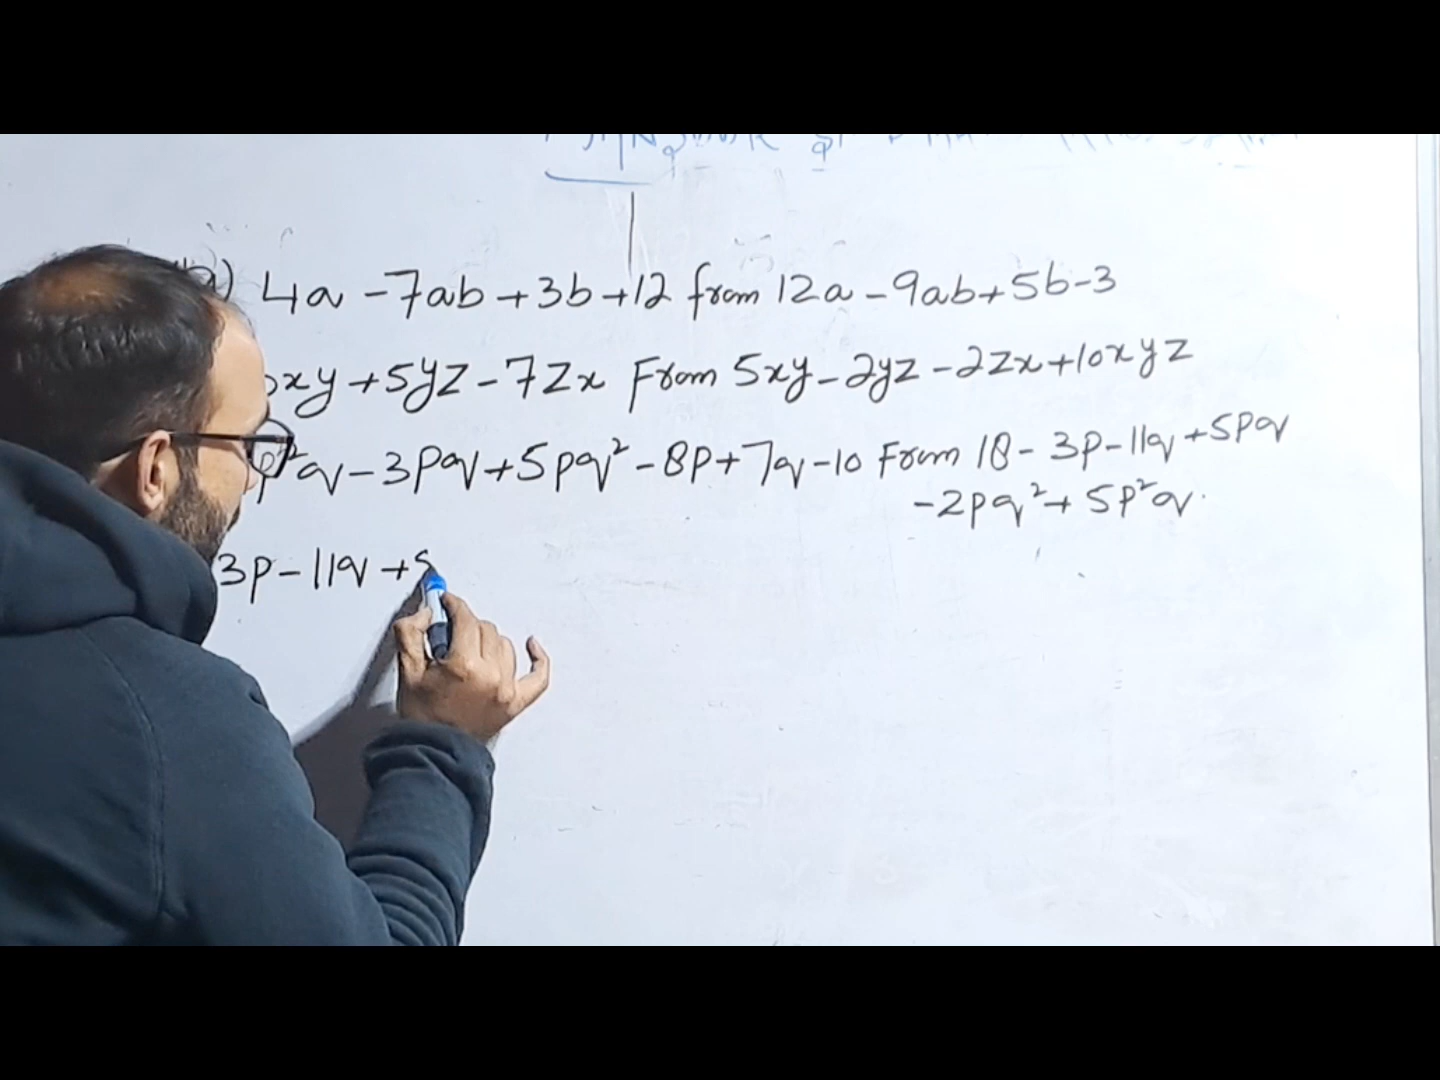 a) 4a - 7ab + 3b + 12 from 12a - 9ab + 5b - 3
xy + 5yz - 7zx From 5xy - 2yz - 2zx + 10xyz
p²q - 3pq + 5pq² - 8p + 7q - 10 From 18 - 3p - 11q + 5pq
- 2pq² + 5p²q.
3p - 11q + 5